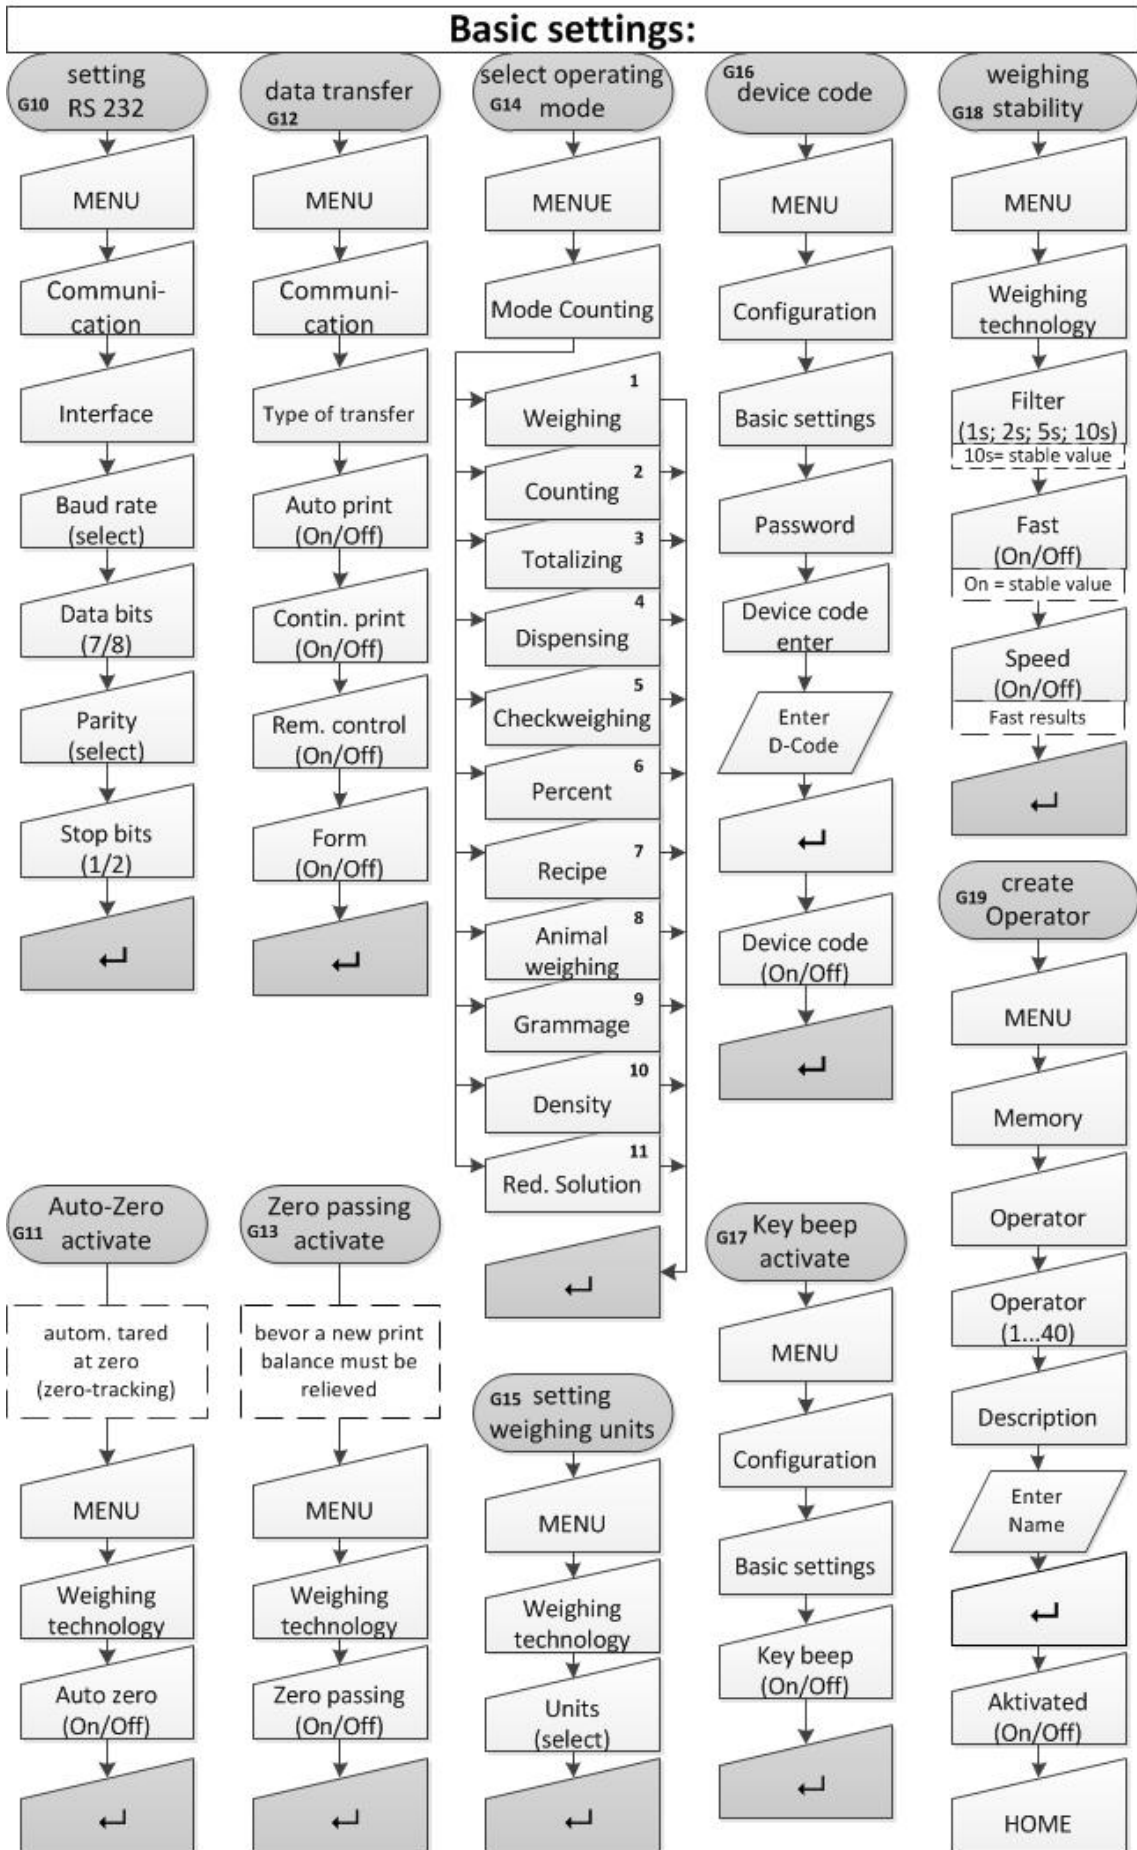 Basic settings:
setting
G10 RS 232
MENU
Communi-
cation
Interface
Baud rate
(select)
Data bits
(7/8)
Parity
(select)
Stop bits
(1/2)
↵
G11 Auto-Zero
activate
autom. tared
at zero
(zero-tracking)
MENU
Weighing
technology
Auto zero
(On/Off)
↵
data transfer
G12
MENU
Communi-
cation
Type of transfer
Auto print
(On/Off)
Contin. print
(On/Off)
Rem. control
(On/Off)
Form
(On/Off)
↵
Zero passing
G13 activate
bevor a new print
balance must be
relieved
MENU
Weighing
technology
Zero passing
(On/Off)
↵
select operating
G14 mode
MENUE
Mode Counting
1
Weighing
2
Counting
3
Totalizing
4
Dispensing
5
Checkweighing
6
Percent
7
Recipe
8
Animal
weighing
9
Grammage
10
Density
11
Red. Solution
↵
G15 setting
weighing units
MENU
Weighing
technology
Units
(select)
↵
G16
device code
MENU
Configuration
Basic settings
Password
Device code
enter
Enter
D-Code
↵
Device code
(On/Off)
↵
G17 Key beep
activate
MENU
Configuration
Basic settings
Key beep
(On/Off)
↵
weighing
G18 stability
MENU
Weighing
technology
Filter
(1s; 2s; 5s; 10s)
10s= stable value
Fast
(On/Off)
On = stable value
Speed
(On/Off)
Fast results
↵
G19 create
Operator
MENU
Memory
Operator
Operator
(1...40)
Description
Enter
Name
↵
Aktivated
(On/Off)
HOME